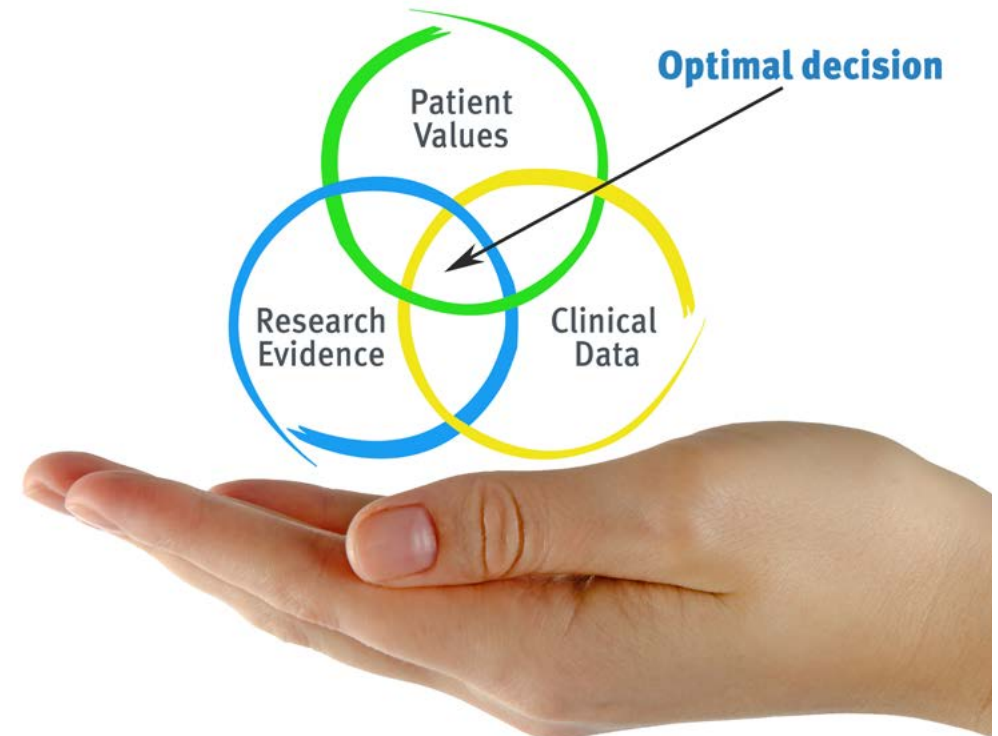 Optimal decision
Patient
Values
Research
Evidence
Clinical
Data